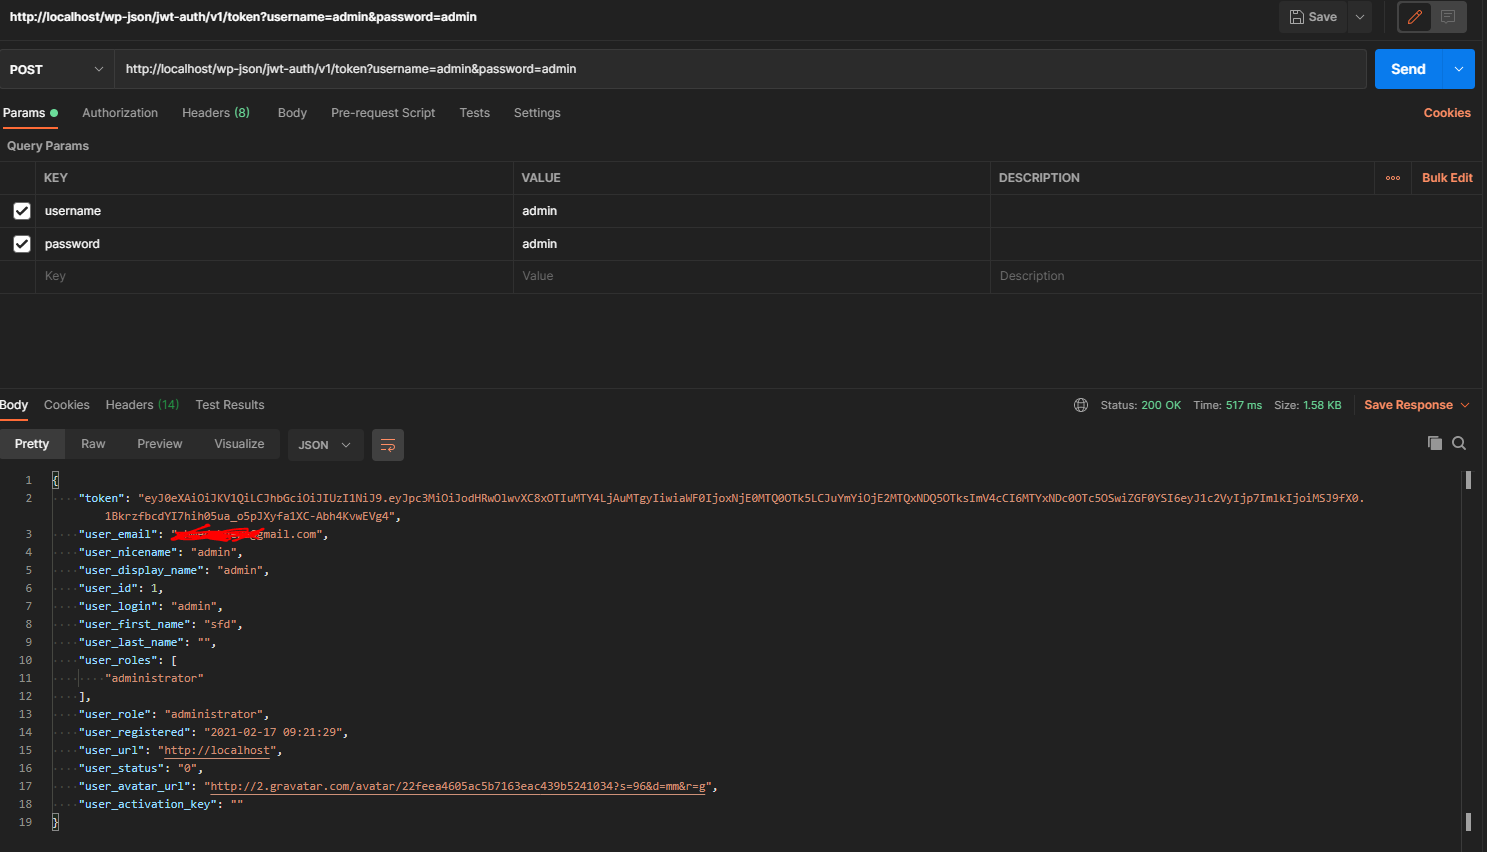 http://localhost/wp-json/jwt-auth/v1/token?username=admin&password=admin
Save
POST
http://localhost/wp-json/jwt-auth/v1/token?username=admin&password=admin
Send
Params
Authorization
Headers (8)
Body
Pre-request Script
Tests
Settings
Cookies
Query Params
KEY VALUE DESCRIPTION
Bulk Edit
username admin
password admin
Key Value Description
Body
Cookies
Headers (14)
Test Results
Status: 200 OK Time: 517 ms Size: 1.58 KB
Save Response
Pretty
Raw
Preview
Visualize
JSON
1 {
2 "token": "eyJ0eXAiOiJKV1QiLCJhbGciOiJIUzI1NiJ9.eyJpc3MiOiJodHRwOlwvXC8xOTIuMTY4LjAuMTgyIiwiaWF0IjoxNjE0MTQ0OTk5LCJuYmYiOjE2MTQxNDQ5OTksImV4cCI6MTYxNDc0OTc5OSwiZGF0YSI6eyJ1c2VyIjp7ImlkIjoiMSJ9fX0.
1BkrzfbcdYI7hih05ua_o5pJXyfa1XC-Abh4KvwEVg4",
3 "user_email": gmail.com",
4 "user_nicename": "admin",
5 "user_display_name": "admin",
6 "user_id": 1,
7 "user_login": "admin",
8 "user_first_name": "sfd",
9 "user_last_name": "",
10 "user_roles": [
11 "administrator"
12 ],
13 "user_role": "administrator",
14 "user_registered": "2021-02-17 09:21:29",
15 "user_url": "http://localhost",
16 "user_status": "0",
17 "user_avatar_url": "http://2.gravatar.com/avatar/22feea4605ac5b7163eac439b5241034?s=96&d=mm&r=g",
18 "user_activation_key": ""
19 }